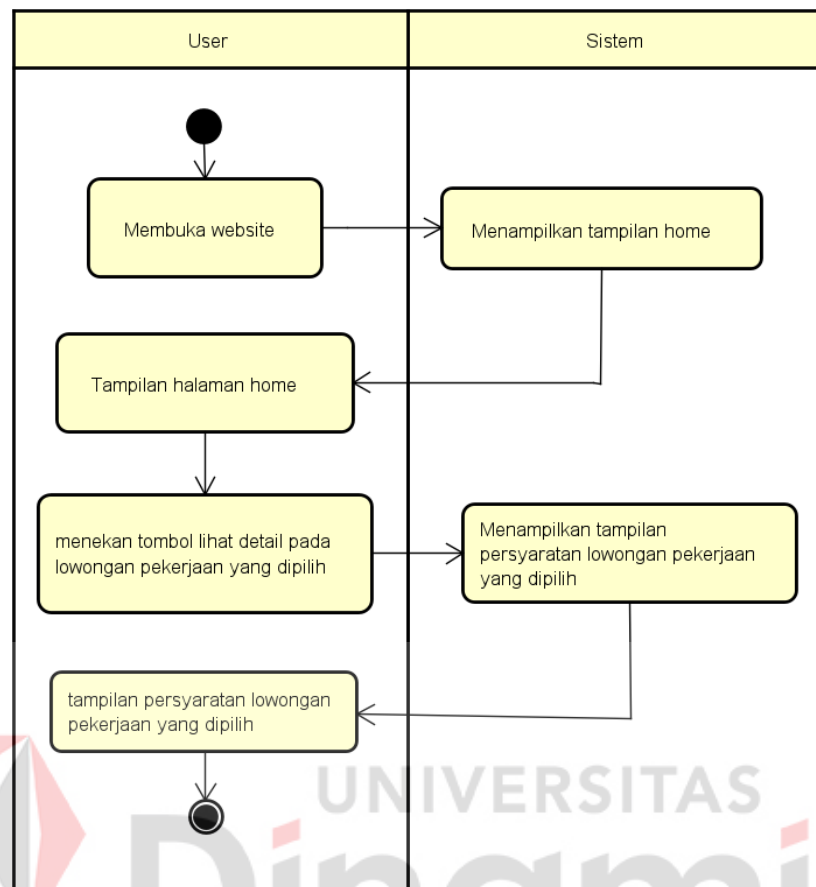 User
Sistem
Membuka website
Menampilkan tampilan home
Tampilan halaman home
menekan tombol lihat detail pada
lowongan pekerjaan yang dipilih
Menampilkan tampilan
persyaratan lowongan pekerjaan
yang dipilih
tampilan persyaratan lowongan
pekerjaan yang dipilih
UNIVERSITAS